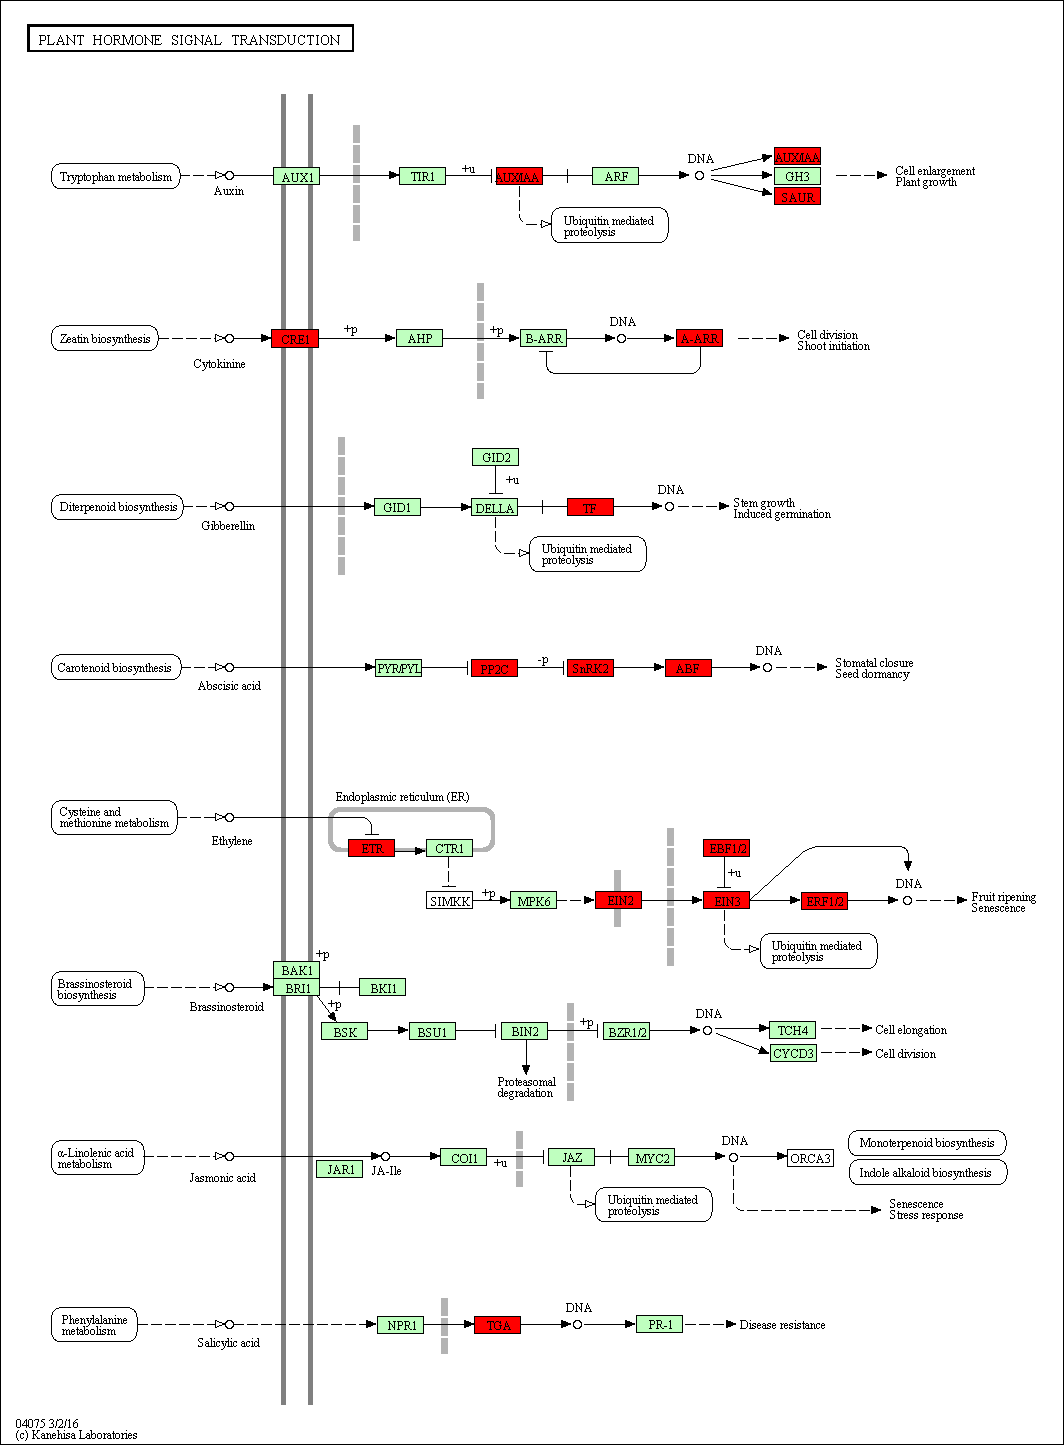 PLANT HORMONE SIGNAL TRANSDUCTION
DNA
AUX/IAA
Tryptophan metabolism
Auxin
AUX1
TIR1
+u
AUX/IAA
ARF
GH3
SAUR
Cell enlargement
Plant growth
Ubiquitin mediated
proteolysis
Zeatin biosynthesis
Cytokinine
CRE1
+p
AHP
+p
B-ARR
DNA
A-ARR
Cell division
Shoot initiation
GID2
+u
Diterpenoid biosynthesis
Gibberellin
GID1
DELLA
TF
DNA
Stem growth
Induced germination
Ubiquitin mediated
proteolysis
Carotenoid biosynthesis
Abscisic acid
PYR/PYL
PP2C
-p
SnRK2
ABF
DNA
Stomatal closure
Seed dormancy
Endoplasmic reticulum (ER)
Cysteine and
methionine metabolism
Ethylene
ETR
CTR1
SIMKK
+p
MPK6
EIN2
EBF1/2
+u
EIN3
ERF1/2
DNA
Fruit ripening
Senescence
Ubiquitin mediated
proteolysis
Brassinosteroid
biosynthesis
Brassinosteroid
+p
BAK1
BRI1
BKI1
+p
BSK
BSU1
BIN2
+p
BZR1/2
DNA
TCH4
Cell elongation
CYCD3
Cell division
Proteasomal
degradation
α-Linolenic acid
metabolism
Jasmonic acid
JAR1
JA-Ile
COI1
+u
JAZ
MYC2
DNA
ORCA3
Monoterpenoid biosynthesis
Indole alkaloid biosynthesis
Ubiquitin mediated
proteolysis
Senescence
Stress response
Phenylalanine
metabolism
Salicylic acid
NPR1
TGA
DNA
PR-1
Disease resistance
04075 3/2/16
(c) Kanehisa Laboratories